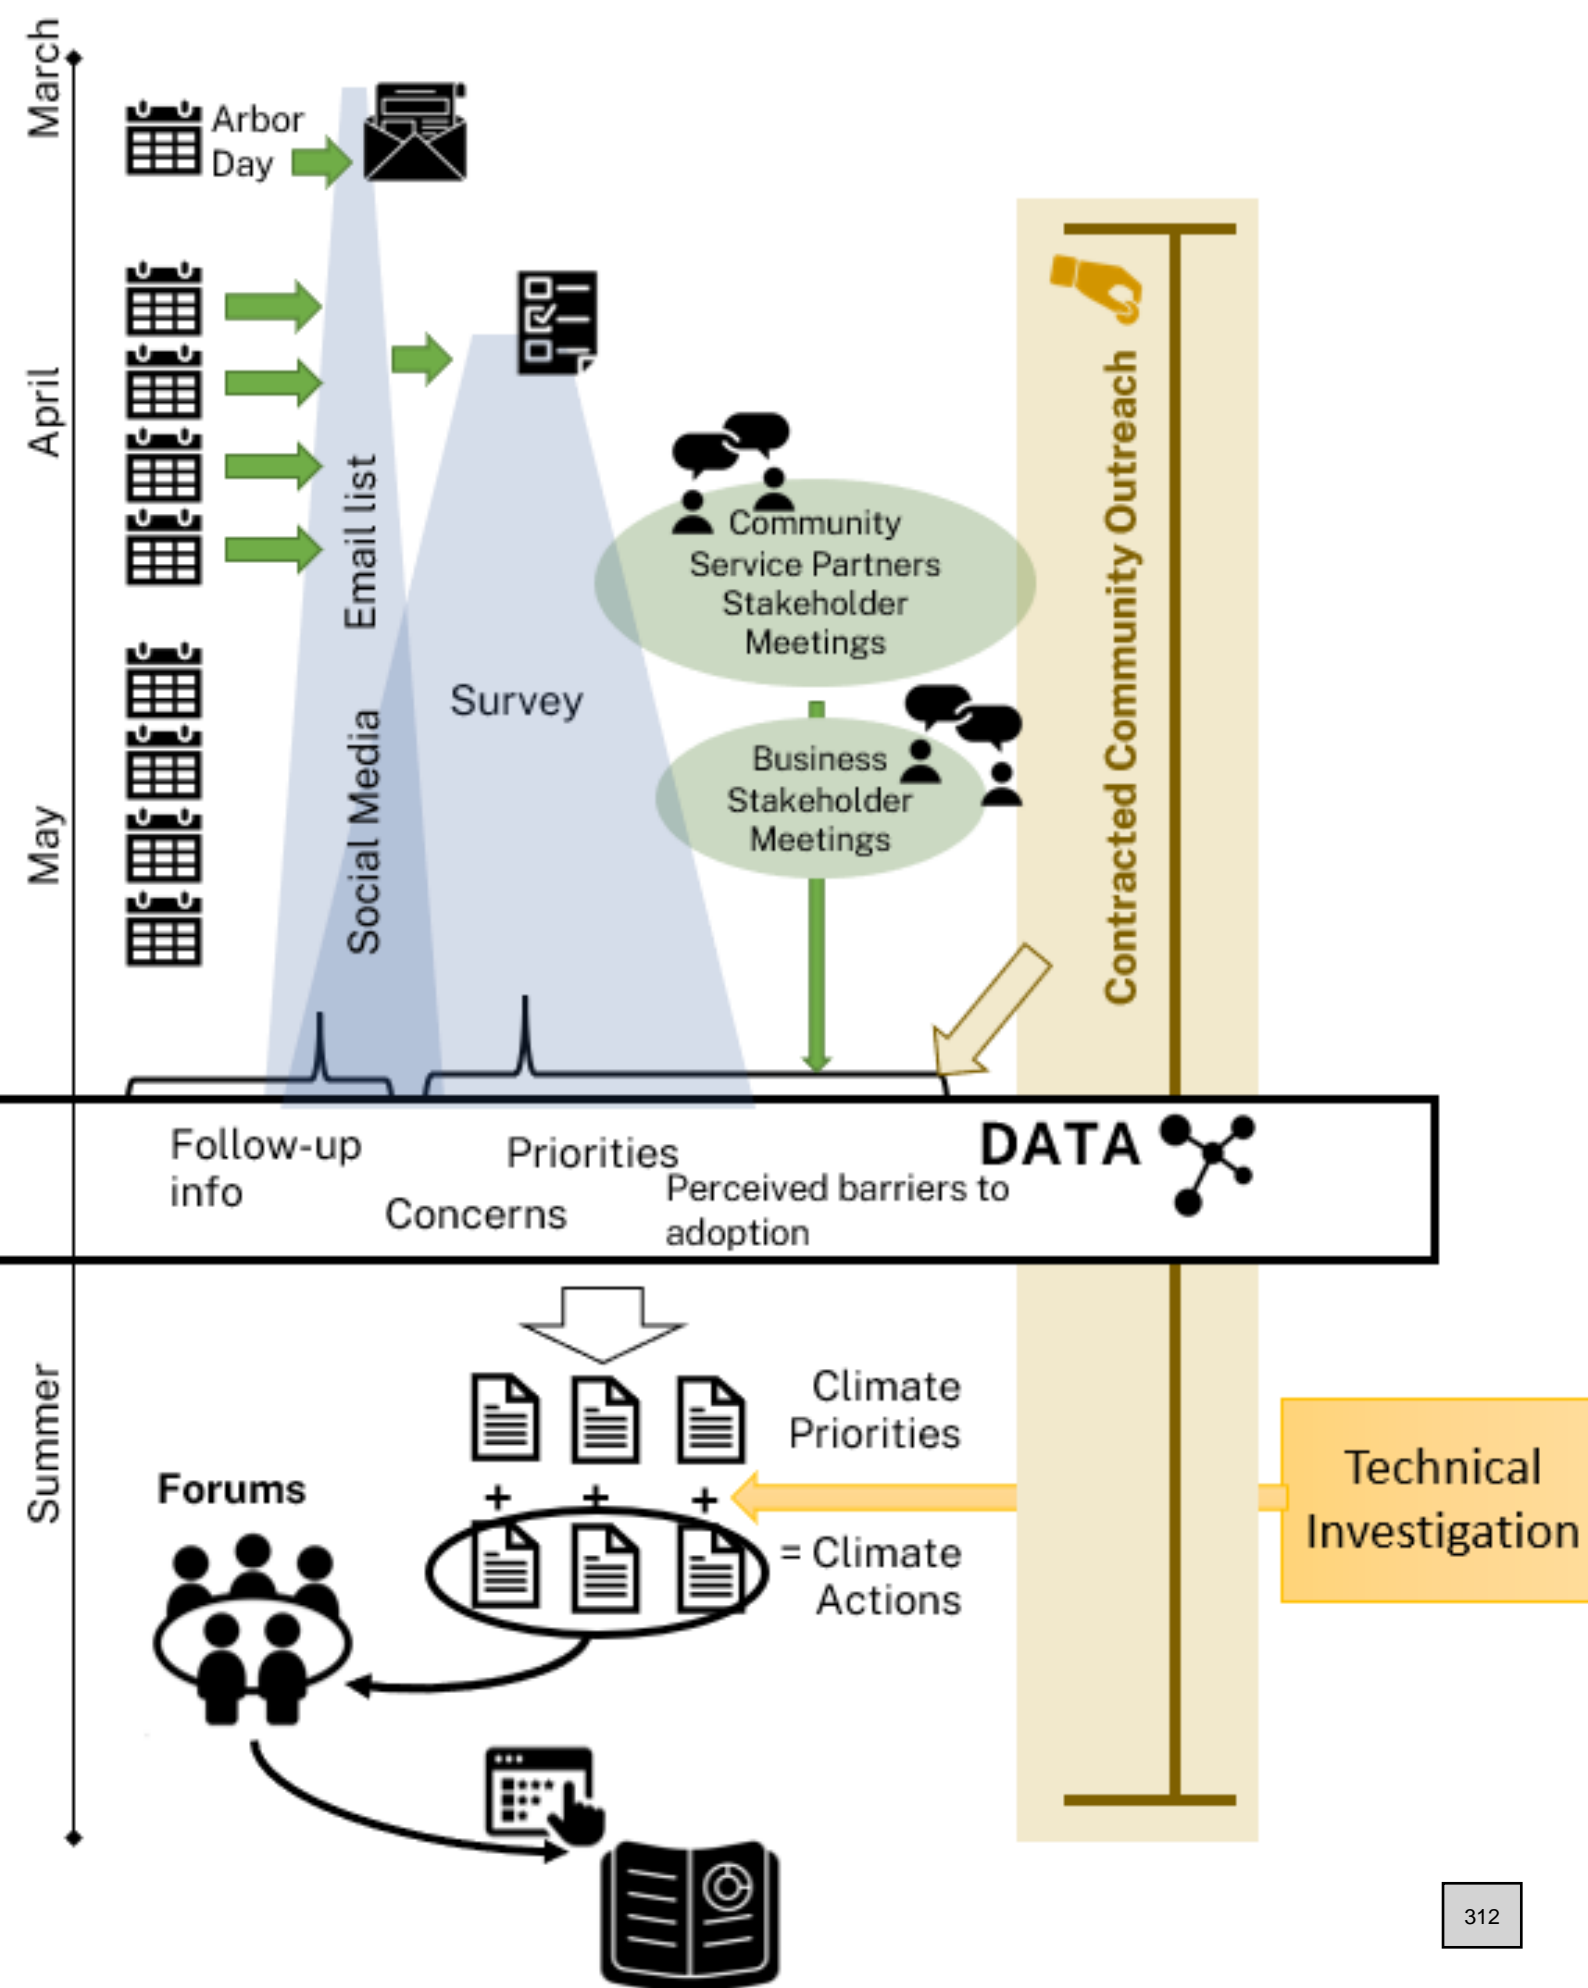 March
Arbor
Day
April
Email list
Community
Service Partners
Stakeholder
Meetings
Contracted Community Outreach
Survey
Social Media
Business
Stakeholder
Meetings
May
Follow-up
info
Priorities
Concerns
Perceived barriers to
adoption
DATA
Summer
Climate
Priorities
Forums
+ + +
Technical
Investigation
= Climate
Actions
312